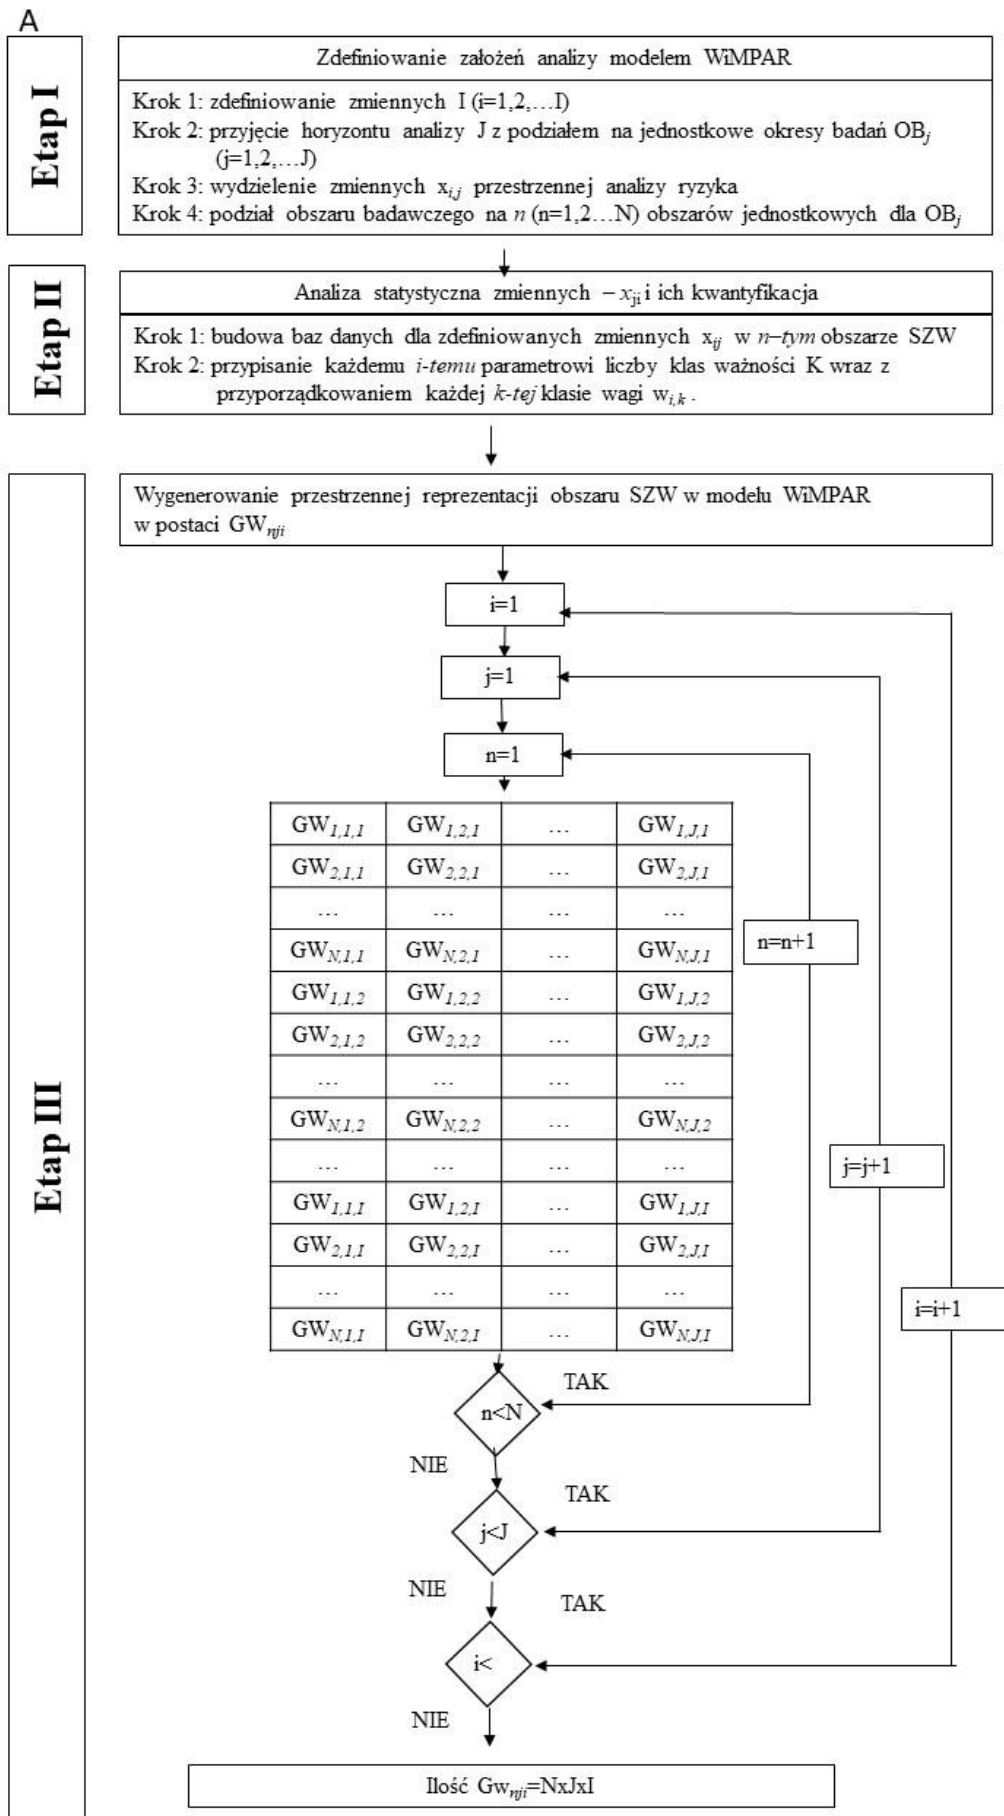 A
Etap I
Zdefiniowanie założeń analizy modelem WiMPAR
Krok 1: zdefiniowanie zmiennych I (i=1,2,…I)
Krok 2: przyjęcie horyzontu analizy J z podziałem na jednostkowe okresy badań OBj
(j=1,2,…J)
Krok 3: wydzielenie zmiennych xi,j przestrzennej analizy ryzyka
Krok 4: podział obszaru badawczego na n (n=1,2…N) obszarów jednostkowych dla OBj
Etap II
Analiza statystyczna zmiennych – xji i ich kwantyfikacja
Krok 1: budowa baz danych dla zdefiniowanych zmiennych xij w n–tym obszarze SZW
Krok 2: przypisanie każdemu i-temu parametrowi liczby klas ważności K wraz z
przyporządkowaniem każdej k-tej klasie wagi wi,k .
Etap III
Wygenerowanie przestrzennej reprezentacji obszaru SZW w modelu WiMPAR
w postaci GWnji
i=1
j=1
n=1
GW1,1,1 GW1,2,1 … GW1,J,1
GW2,1,1 GW2,2,1 … GW2,J,1
… … … …
GWN,1,1 GWN,2,1 … GWN,J,1
GW1,1,2 GW1,2,2 … GW1,J,2
GW2,1,2 GW2,2,2 … GW2,J,2
… … … …
GWN,1,2 GWN,2,2 … GWN,J,2
… … … …
GW1,1,I GW1,2,I … GW1,J,I
GW2,1,I GW2,2,I … GW2,J,I
… … … …
GWN,1,I GWN,2,I … GWN,J,I
n=n+1
j=j+1
i=i+1
n<N
TAK
NIE
j<J
TAK
NIE
i<
TAK
NIE
Ilość Gwnji=NxJxI